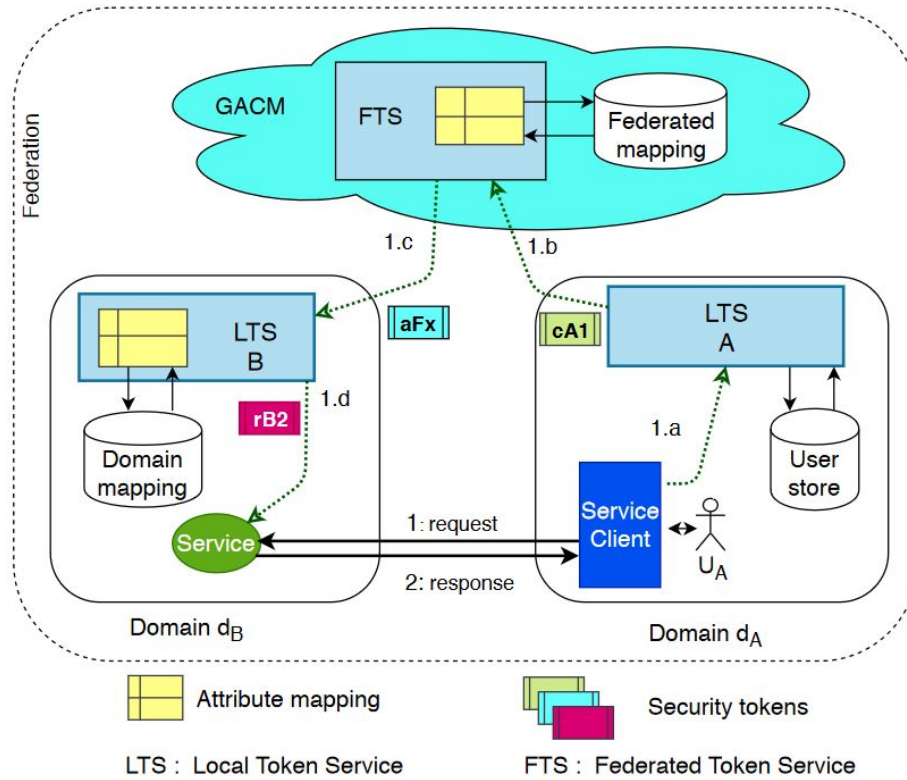 Federation
GACM
FTS
Federated
mapping
1.c
1.b
LTS
B
aFx
cA1
LTS
A
rB2
1.d
1.a
Domain
mapping
User
store
Service
1: request
2: response
Service
Client
U_A
Domain d_B
Domain d_A
Attribute mapping
Security tokens
LTS : Local Token Service
FTS : Federated Token Service